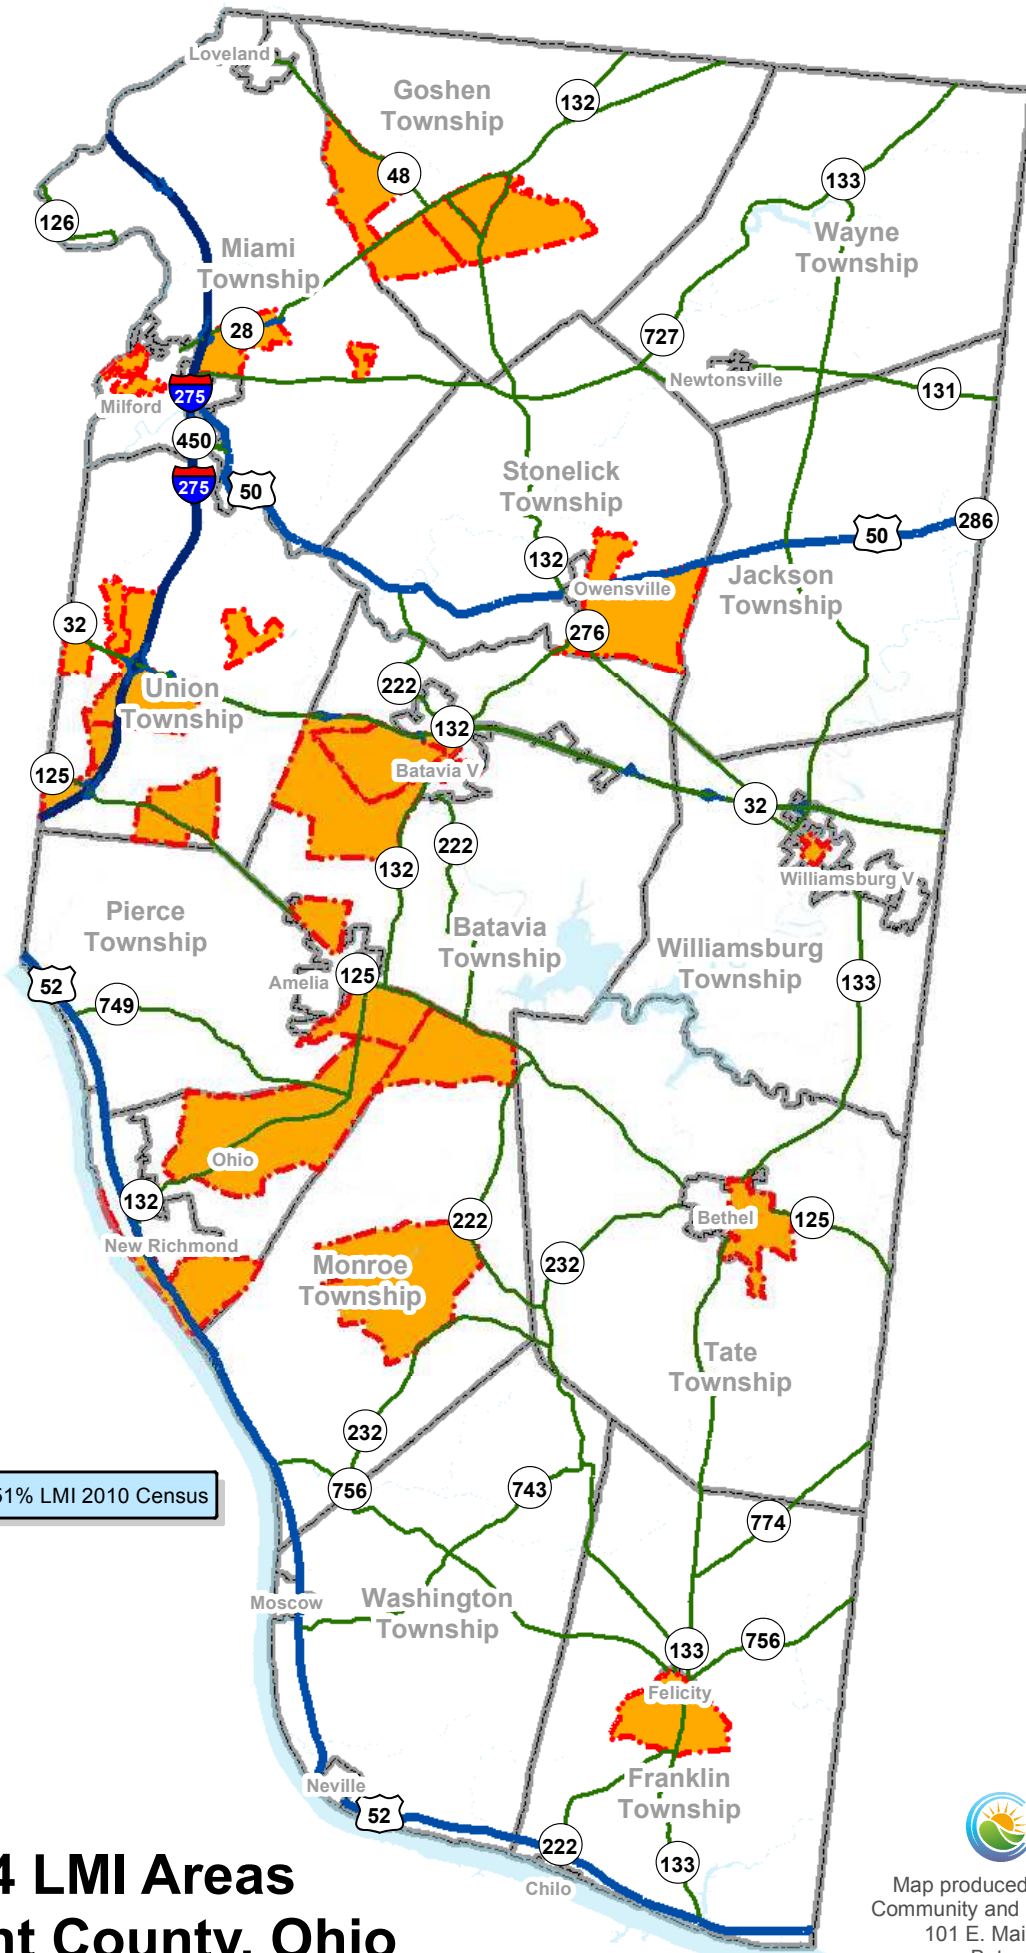 Loveland
Goshen
Township
132
48
133
126
Wayne
Township
Miami
Township
28
727
Newtonsville
131
275
Milford
450
275
50
Stonelick
Township
286
50
132
Owensville
Jackson
Township
32
276
222
Union
Township
132
125
Batavia V
32
222
132
Williamsburg V
Pierce
Township
Batavia
Township
Williamsburg
Township
125
Amelia
52
749
133
Ohio
132
222
Bethel
125
New Richmond
232
Monroe
Township
Tate
Township
232
756
743
51% LMI 2010 Census
774
Moscow
Washington
Township
133
756
Felicity
Neville
Franklin
Township
52
222
133
Chilo
4 LMI Areas
nt County, Ohio
Map produced
Community and
101 E. Mai